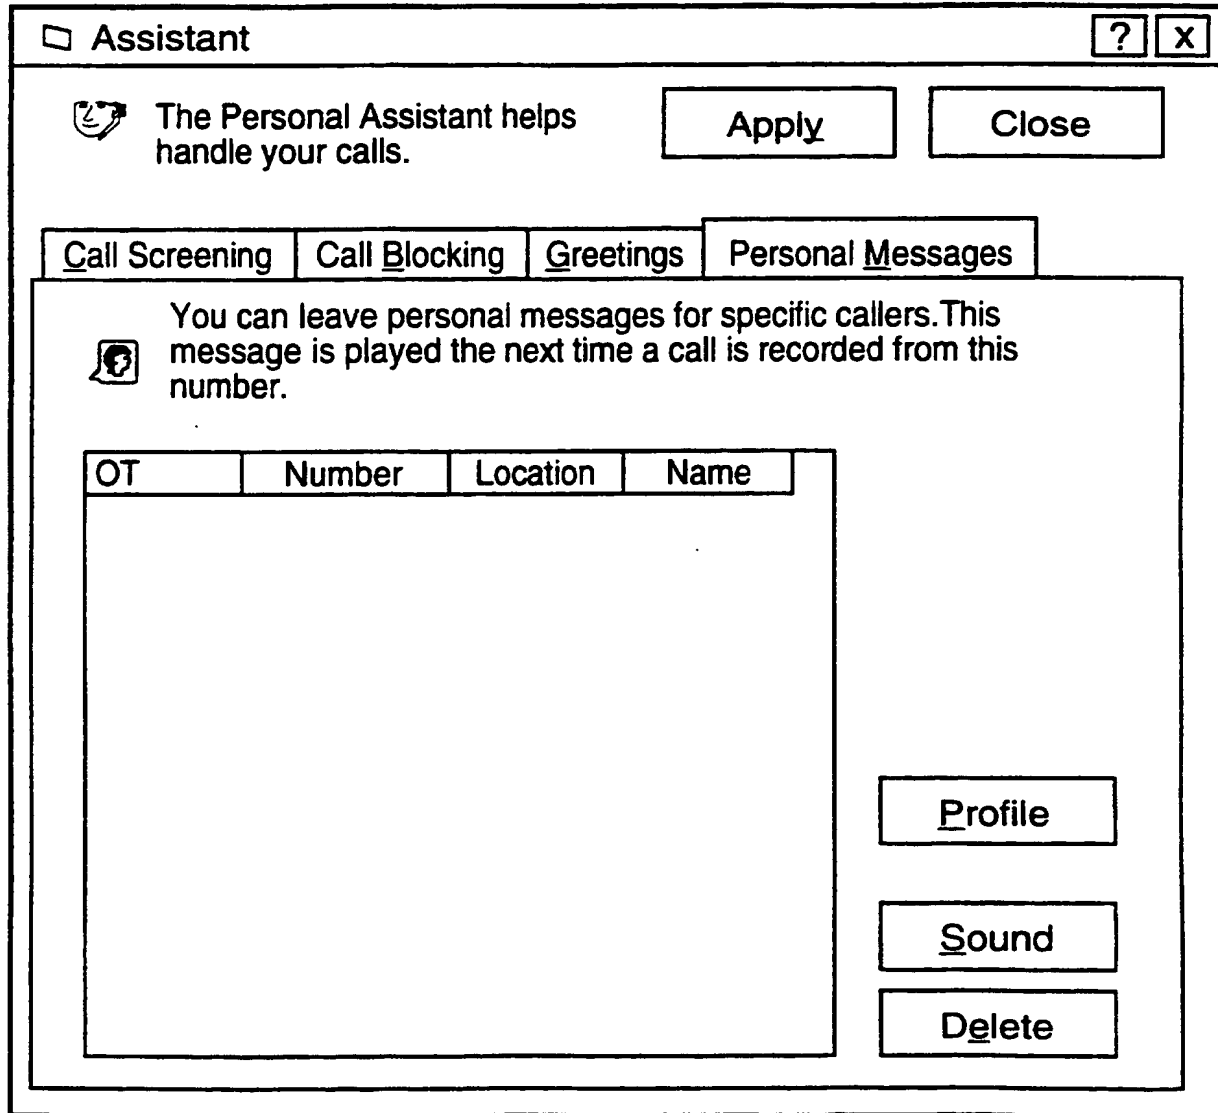 Assistant ? X
The Personal Assistant helps
handle your calls.
Apply Close
Call Screening Call Blocking Greetings Personal Messages
You can leave personal messages for specific callers.This
message is played the next time a call is recorded from this
number.
OT Number Location Name
Profile
Sound
Delete